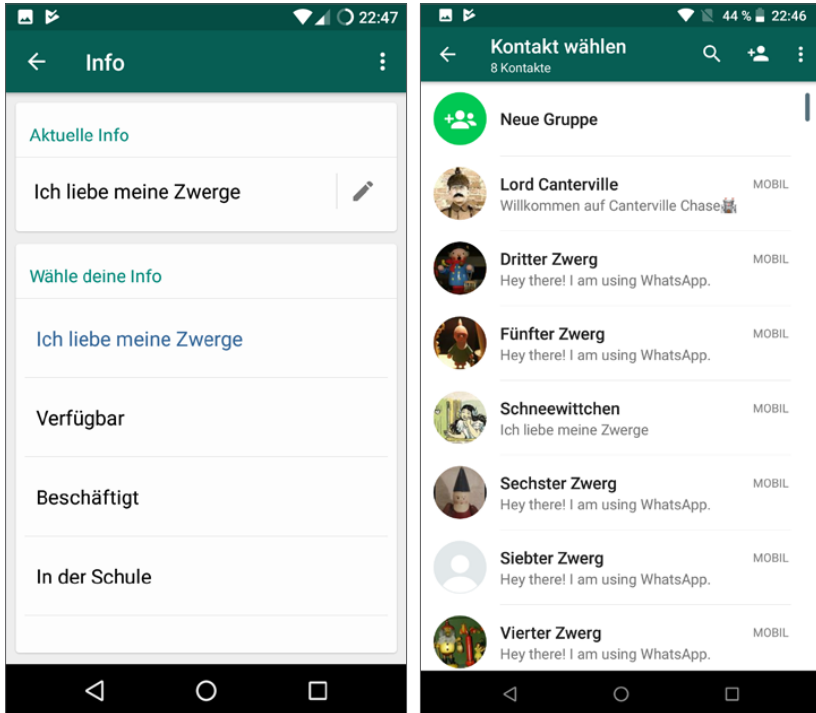 22:47
Info
Aktuelle Info
Ich liebe meine Zwerge
Wähle deine Info
Ich liebe meine Zwerge
Verfügbar
Beschäftigt
In der Schule
44 % 22:46
Kontakt wählen
8 Kontakte
Neue Gruppe
Lord Canterville MOBIL
Willkommen auf Canterville Chase
Dritter Zwerg MOBIL
Hey there! I am using WhatsApp.
Fünfter Zwerg MOBIL
Hey there! I am using WhatsApp.
Schneewittchen MOBIL
Ich liebe meine Zwerge
Sechster Zwerg MOBIL
Hey there! I am using WhatsApp.
Siebter Zwerg MOBIL
Hey there! I am using WhatsApp.
Vierter Zwerg MOBIL
Hey there! I am using WhatsApp.